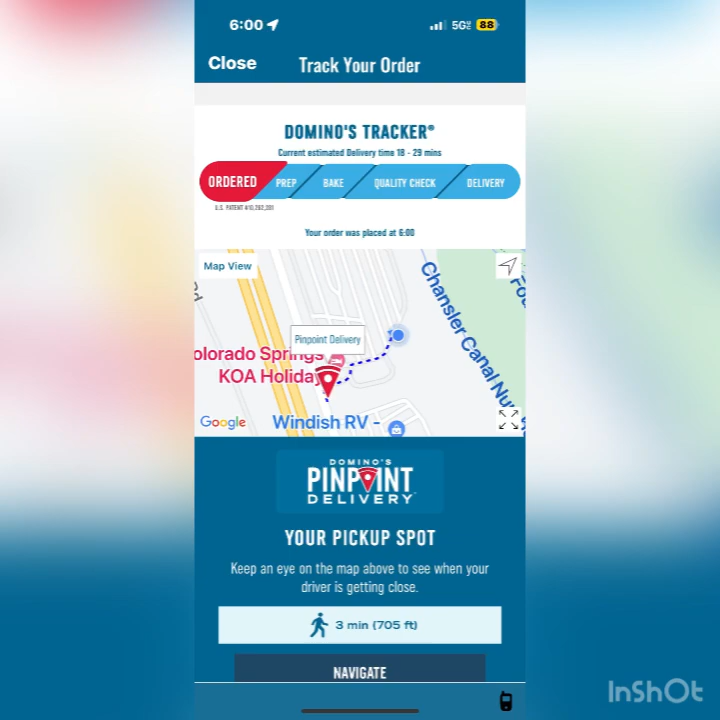 6:00
5G
88
Close
Track Your Order
DOMINO'S TRACKER®
Current estimated Delivery time 18 - 29 mins
ORDERED
PREP
BAKE
QUALITY CHECK
DELIVERY
Your order was placed at 6:00
Map View
Chansler Canal Nu
Fou
Pinpoint Delivery
olorado Springs
KOA Holiday
Google
Windish RV -
DOMINO'S
PINPOINT
DELIVERY
YOUR PICKUP SPOT
Keep an eye on the map above to see when your
driver is getting close.
3 min (705 ft)
NAVIGATE
InShOt